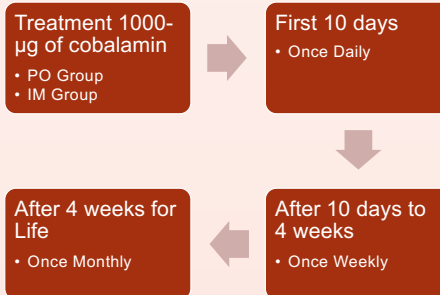 Treatment 1000-
µg of cobalamin
• PO Group
• IM Group
First 10 days
• Once Daily
After 10 days to
4 weeks
• Once Weekly
After 4 weeks for
Life
• Once Monthly